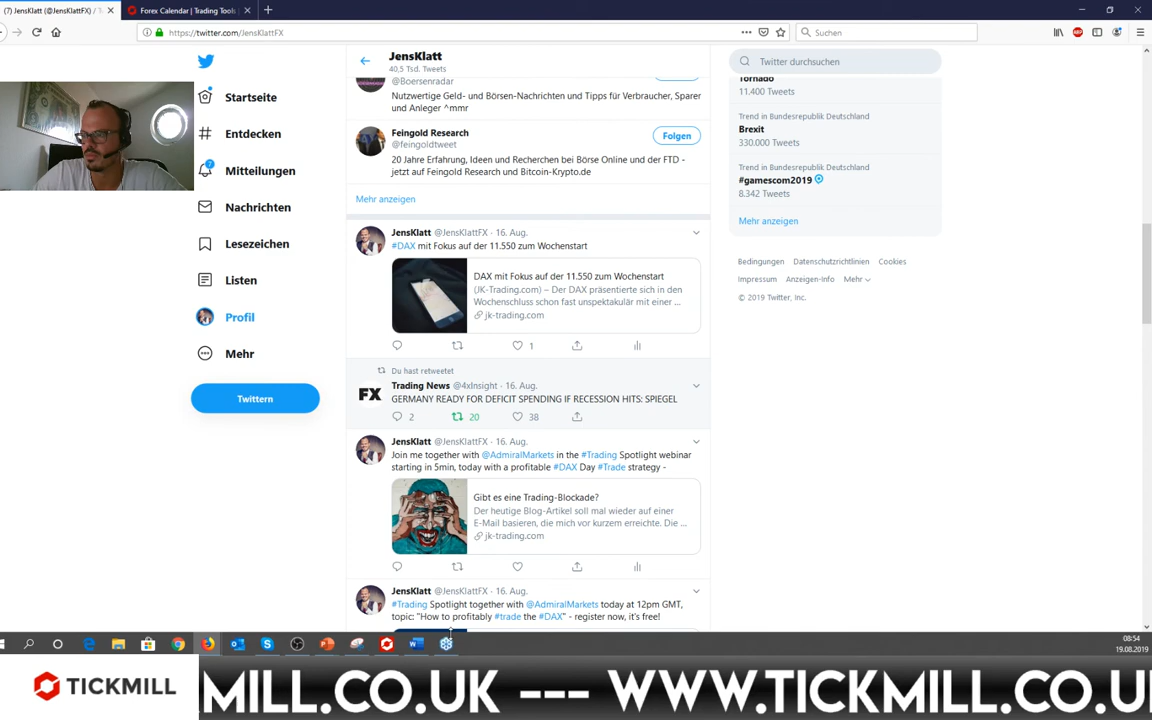 (7) JensKlatt (@JensKlattFX) / T
Forex Calendar | Trading Tools
https://twitter.com/JensKlattFX
Suchen
JensKlatt
40,5 Tsd. Tweets
Twitter durchsuchen
@Boersenradar
Nutzwertige Geld- und Börsen-Nachrichten und Tipps für Verbraucher, Sparer
und Anleger ^mmr
Feingold Research
@feingoldtweet
Folgen
20 Jahre Erfahrung, Ideen und Recherchen bei Börse Online und der FTD -
jetzt auf Feingold Research und Bitcoin-Krypto.de
Mehr anzeigen
Startseite
Entdecken
7
Mitteilungen
Nachrichten
Lesezeichen
Listen
Profil
Mehr
Twittern
JensKlatt @JensKlattFX · 16. Aug.
#DAX mit Fokus auf der 11.550 zum Wochenstart
DAX mit Fokus auf der 11.550 zum Wochenstart
(JK-Trading.com) – Der DAX präsentierte sich in den
Wochenschluss schon fast unspektakulär mit einer ...
jk-trading.com
1
Du hast retweetet
FX
Trading News @4xInsight · 16. Aug.
GERMANY READY FOR DEFICIT SPENDING IF RECESSION HITS: SPIEGEL
2 20 38
JensKlatt @JensKlattFX · 16. Aug.
Join me together with @AdmiralMarkets in the #Trading Spotlight webinar
starting in 5min, today with a profitable #DAX Day #Trade strategy -
Gibt es eine Trading-Blockade?
Der heutige Blog-Artikel soll mal wieder auf einer
E-Mail basieren, die mich vor kurzem erreichte. Die ...
jk-trading.com
JensKlatt @JensKlattFX · 16. Aug.
#Trading Spotlight together with @AdmiralMarkets today at 12pm GMT,
topic: "How to profitably #trade the #DAX" - register now, it's free!
Tornado
11.400 Tweets
Trend in Bundesrepublik Deutschland
Brexit
330.000 Tweets
Trend in Bundesrepublik Deutschland
#gamescom2019
8.342 Tweets
Mehr anzeigen
Bedingungen Datenschutzrichtlinien Cookies
Impressum Anzeigen-Info Mehr
© 2019 Twitter, Inc.
08:54
19.08.2019
TICKMILL
MILL.CO.UK --- WWW.TICKMILL.CO.U